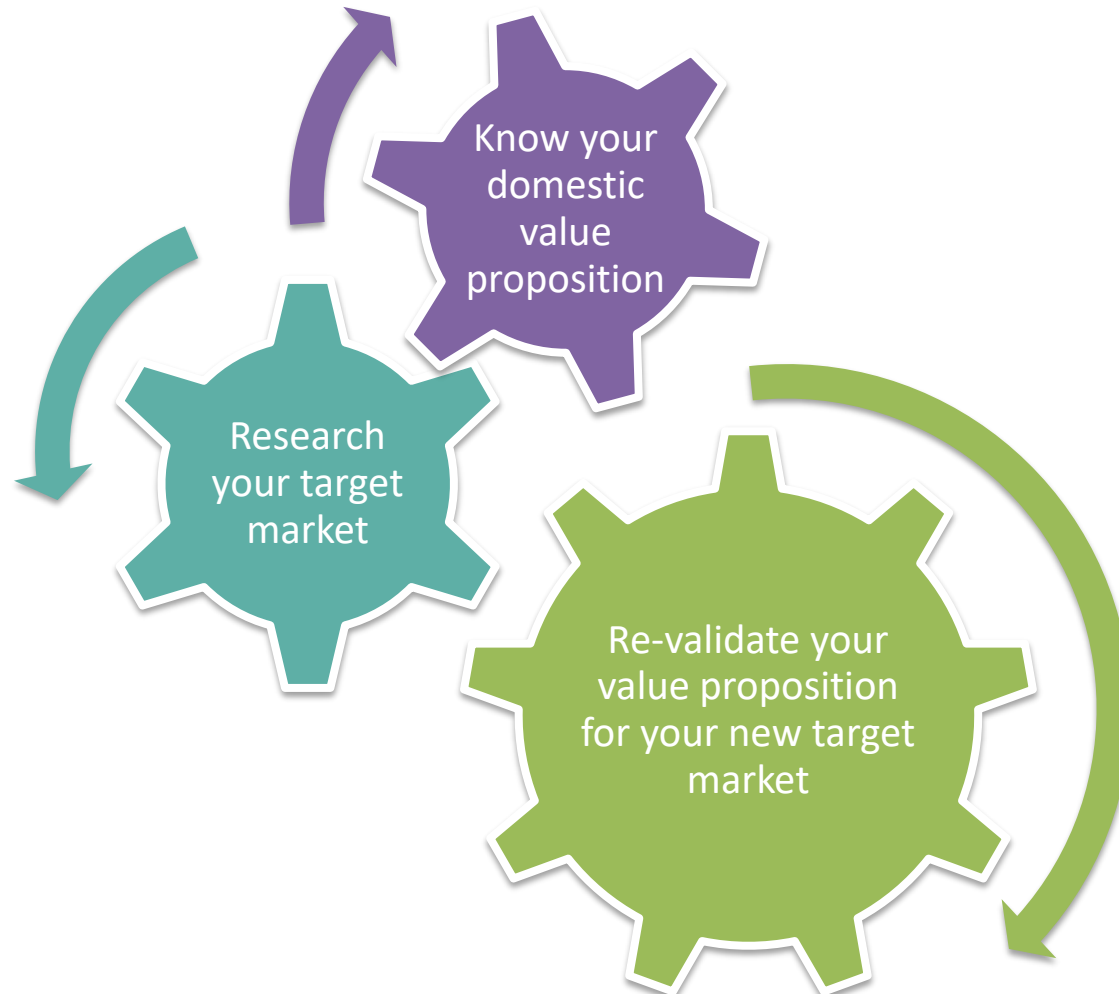 Know your
domestic
value
proposition
Research
your target
market
Re-validate your
value proposition
for your new target
market